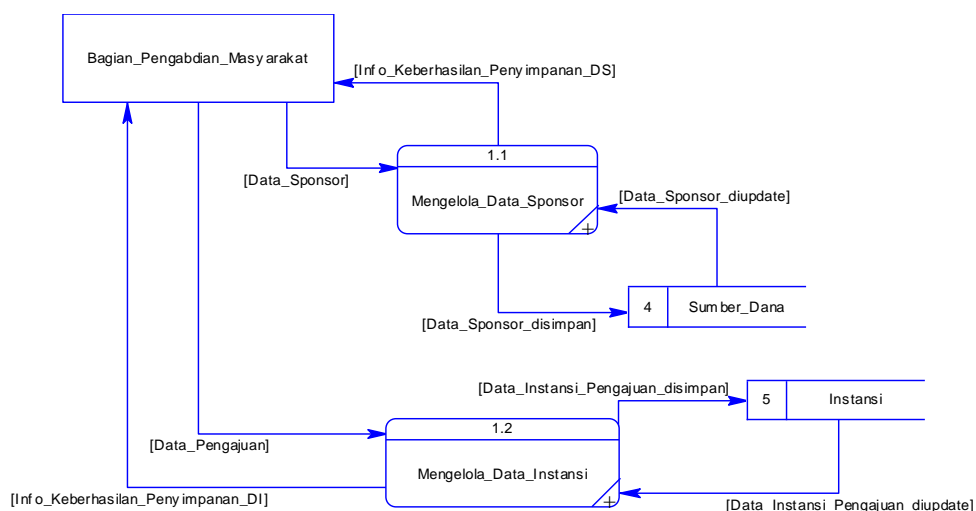 Bagian_Pengabdian_Masyarakat
[Info_Keberhasilan_Penyimpanan_DS]
1.1
[Data_Sponsor]
Mengelola_Data_Sponsor
[Data_Sponsor_diupdate]
4
Sumber_Dana
[Data_Sponsor_disimpan]
[Data_Instansi_Pengajuan_disimpan]
5
Instansi
1.2
[Data_Pengajuan]
Mengelola_Data_Instansi
[Info_Keberhasilan_Penyimpanan_DI]
[Data_Instansi_Pengajuan_diupdate]